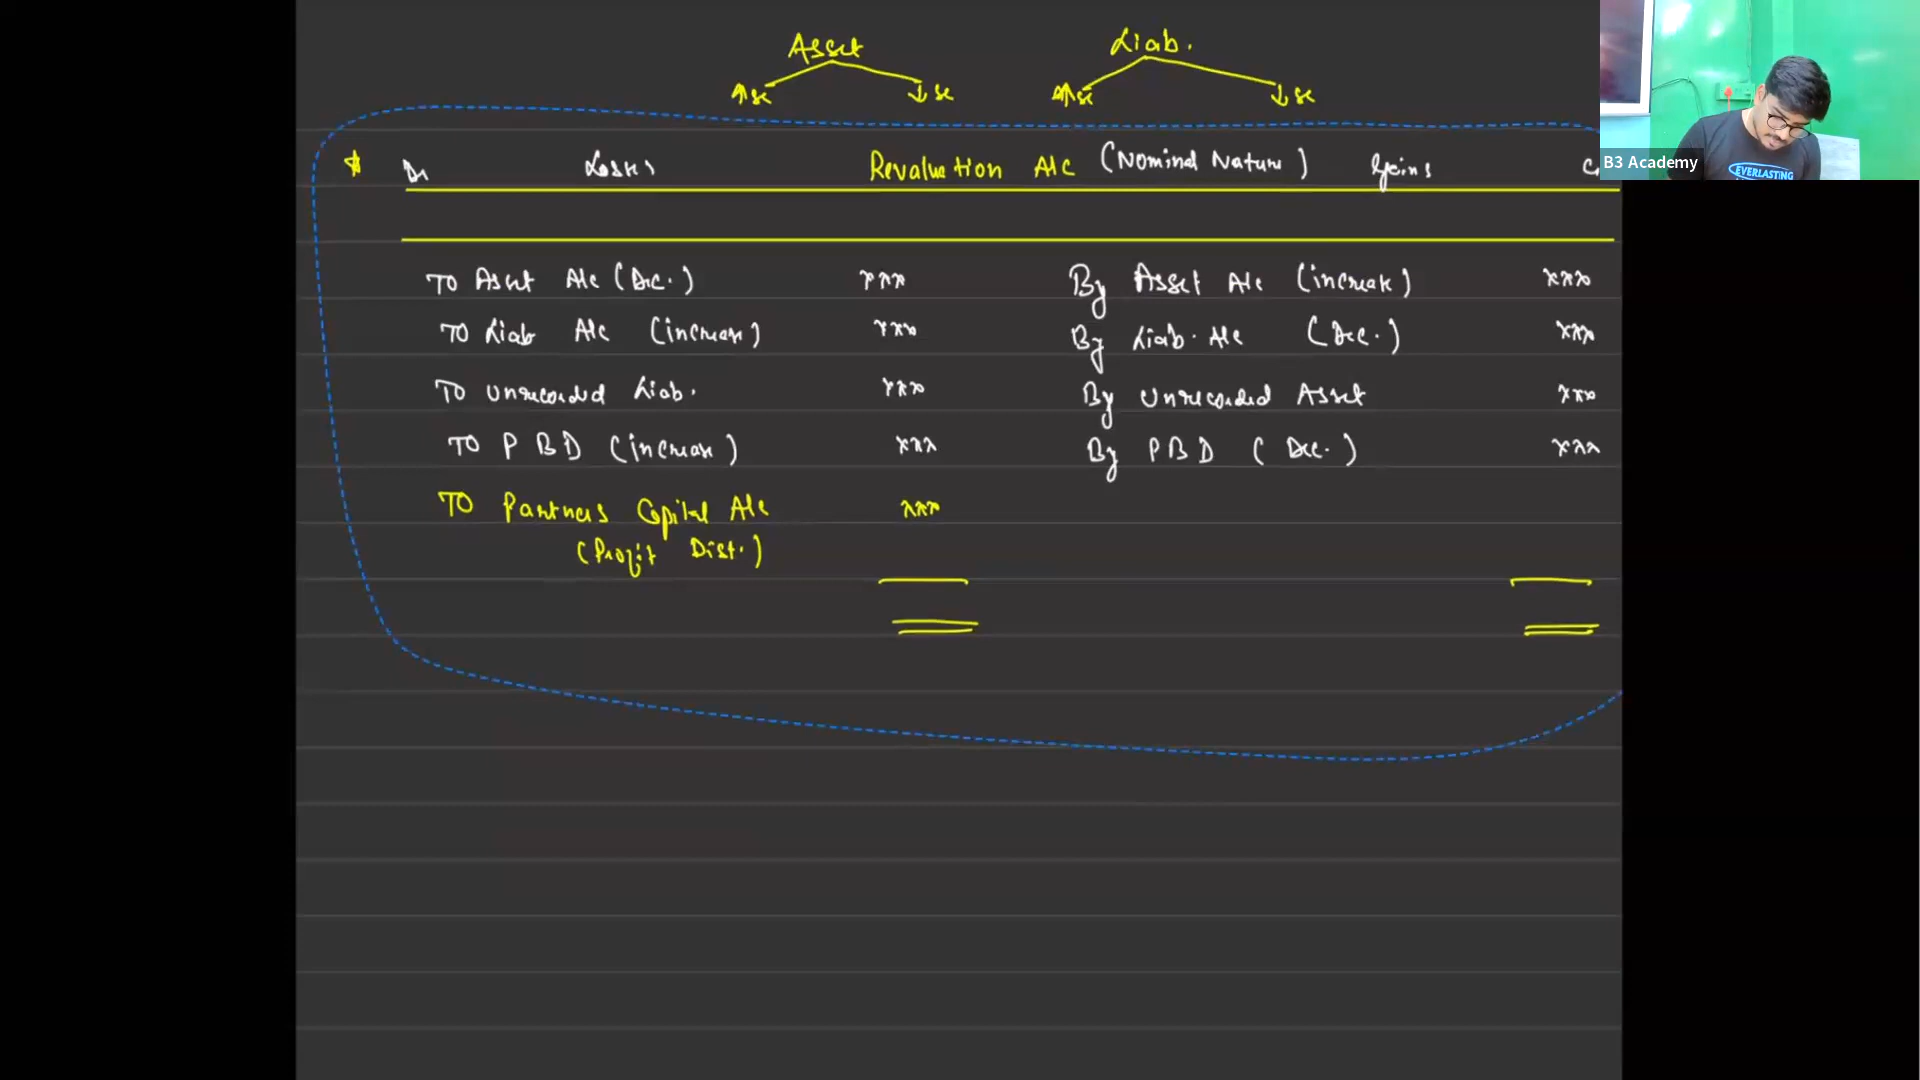 Asset Liab.
↑se ↓se ↑se ↓se
Dr Losses Revaluation A/c (Nominal Nature) Gains
To Asset A/c (Dec.) xxx By Asset A/c (increase) xxx
To Liab A/c (increase) xxx By Liab. A/c (Dec.) xxx
To Unrecorded Liab. xxx By Unrecorded Asset xxx
To PBD (increase) xxx By PBD (Dec.) xxx
To Partners Capital A/c xxx
(Profit Dist.)
B3 Academy
EVERLASTING